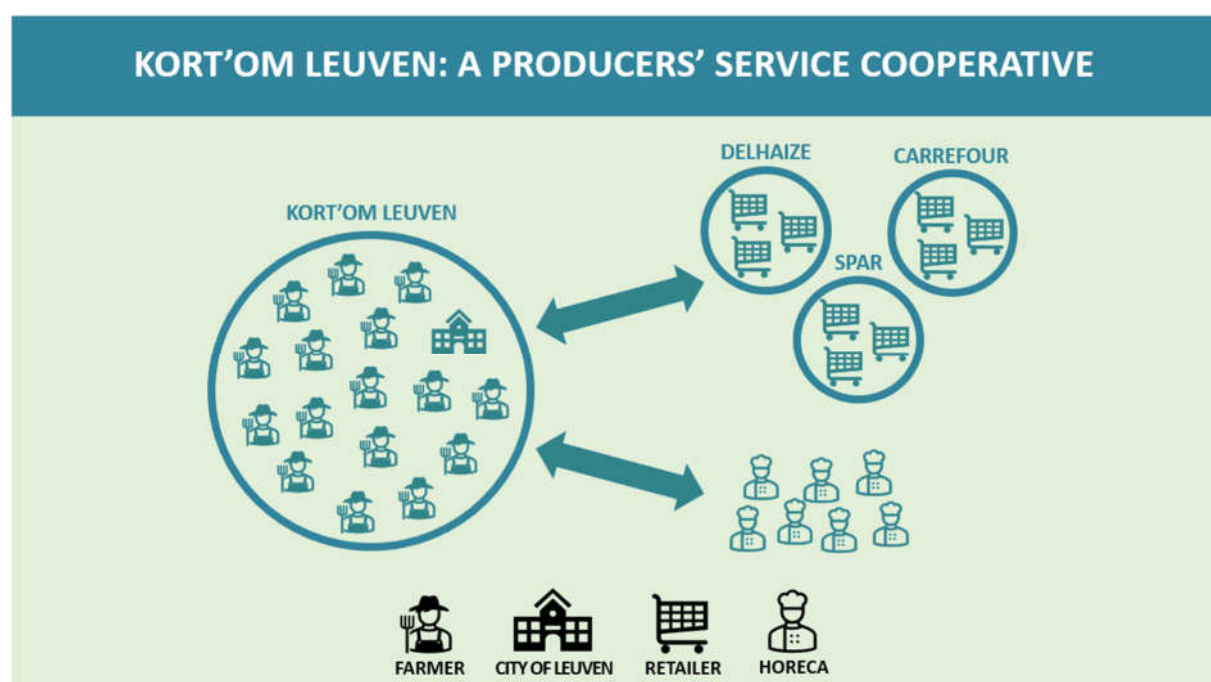 KORT'OM LEUVEN: A PRODUCERS' SERVICE COOPERATIVE
DELHAIZE
CARREFOUR
KORT'OM LEUVEN
SPAR
FARMER
CITY OF LEUVEN
RETAILER
HORECA